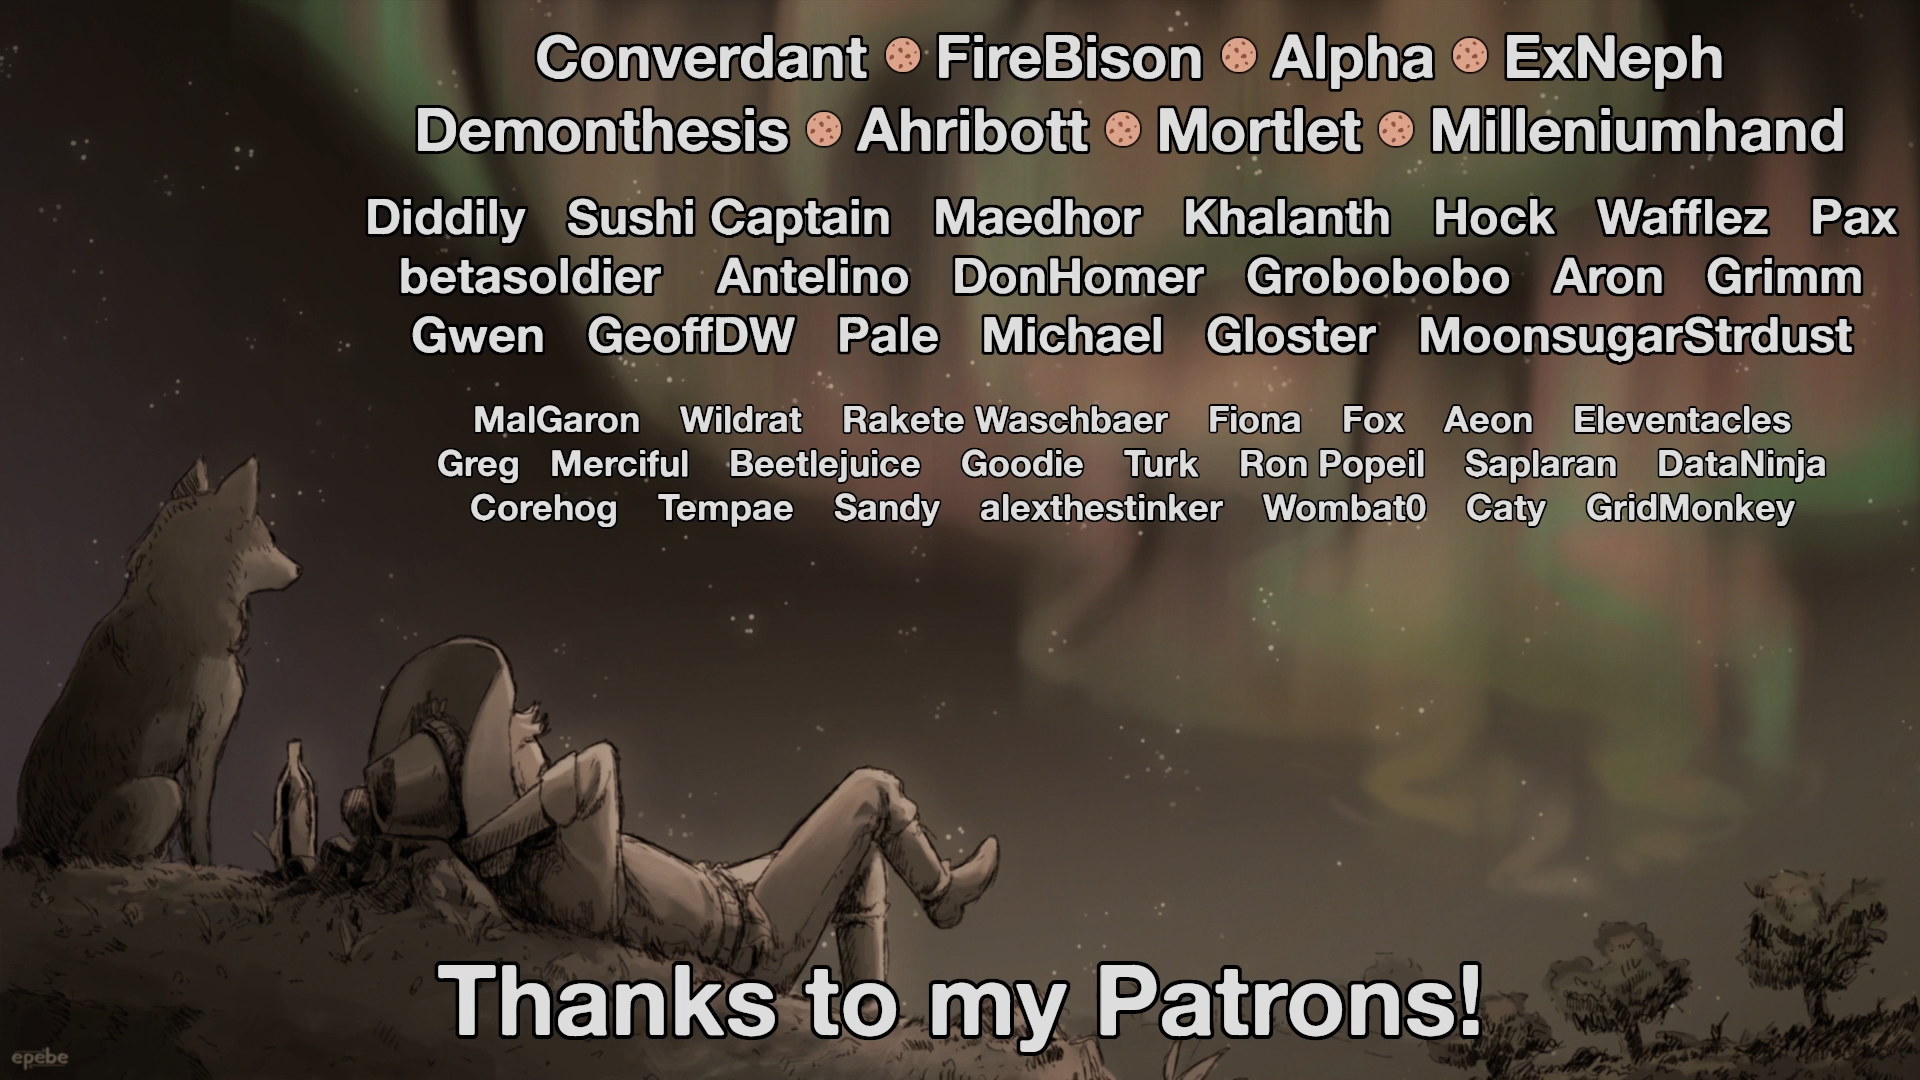 Converdant 🍪 FireBison 🍪 Alpha 🍪 ExNeph
Demonthesis 🍪 Ahribott 🍪 Mortlet 🍪 Milleniumhand
Diddily Sushi Captain Maedhor Khalanth Hock Wafflez Pax
betasoldier Antelino DonHomer Grobobobo Aron Grimm
Gwen GeoffDW Pale Michael Gloster MoonsugarStrdust
MalGaron Wildrat Rakete Waschbaer Fiona Fox Aeon Eleventacles
Greg Merciful Beetlejuice Goodie Turk Ron Popeil Saplaran DataNinja
Corehog Tempae Sandy alexthestinker Wombat0 Caty GridMonkey
Thanks to my Patrons!
epebe